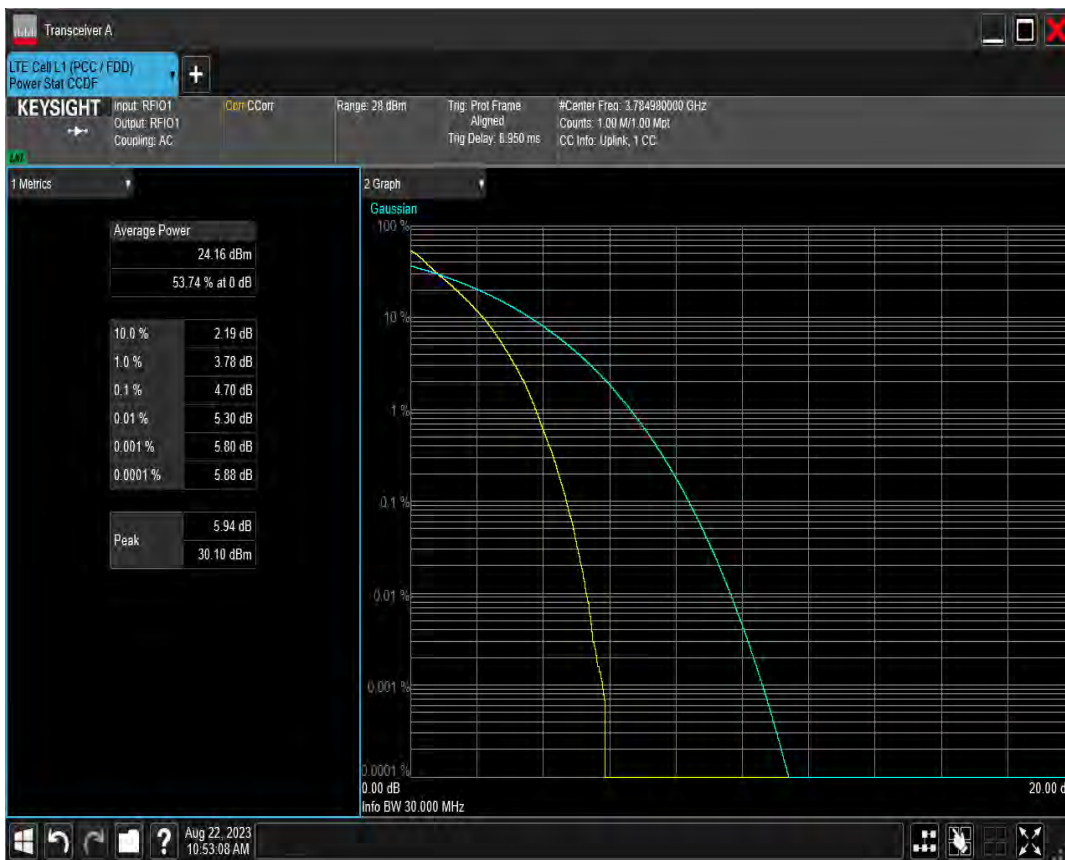 Transceiver A
LTE Cell L1 (PCC / FDD)
Power Stat CCDF
+
KEYSIGHT
Input: RFIO1
Output: RFIO1
Coupling: AC
Corr CCorr
Range: 28 dBm
Trig: Prot Frame
Aligned
Trig Delay: 8.950 ms
#Center Freq: 3.784980000 GHz
Counts: 1.00 M/1.00 Mpt
CC Info: Uplink, 1 CC
1 Metrics
Average Power
24.16 dBm
53.74 % at 0 dB
10.0 % 2.19 dB
1.0 % 3.78 dB
0.1 % 4.70 dB
0.01 % 5.30 dB
0.001 % 5.80 dB
0.0001 % 5.88 dB
Peak 5.94 dB
30.10 dBm
2 Graph
Gaussian
100 %
10 %
1 %
0.1 %
0.01 %
0.001 %
0.0001 %
0.00 dB
20.00 d
Info BW 30.000 MHz
?
Aug 22, 2023
10:53:08 AM